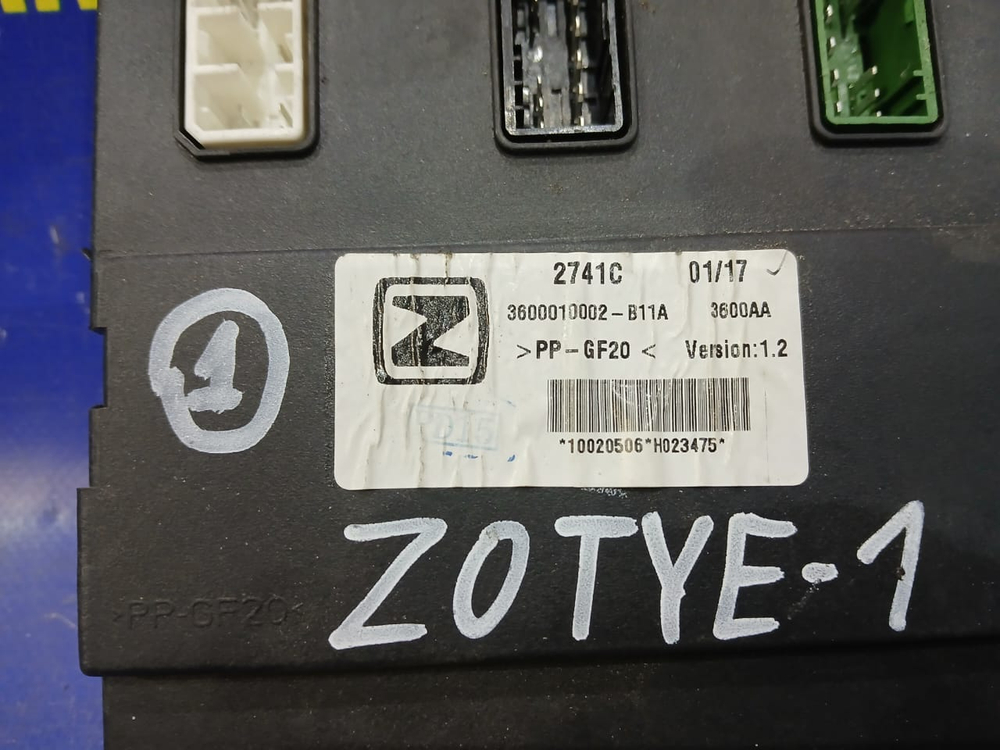 2741C 01/17
3600010002-B11A 3600AA
>PP-GF20< Version:1.2
*10020506*H023475*
1
ZOTYE-1
>PP-GF20<